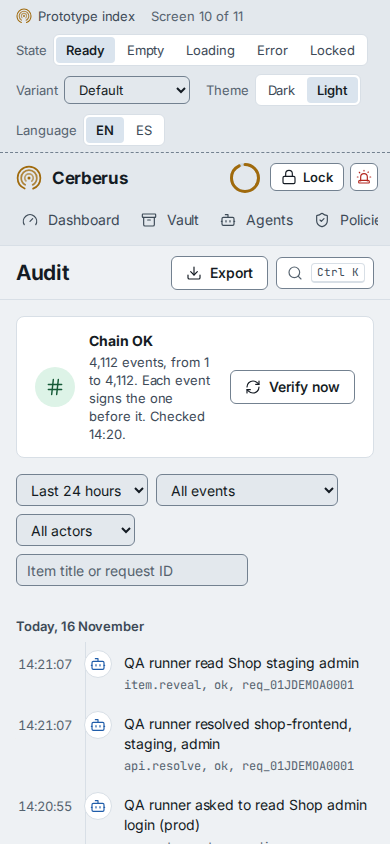 Prototype index Screen 10 of 11
State Ready Empty Loading Error Locked
Variant Default Theme Dark Light
Language EN ES
Cerberus Lock
Dashboard Vault Agents Policie
Audit Export Ctrl K
Chain OK
4,112 events, from 1
to 4,112. Each event
signs the one
before it. Checked
14:20.
Verify now
Last 24 hours All events
All actors
Item title or request ID
Today, 16 November
14:21:07 QA runner read Shop staging admin
item.reveal, ok, req_01JDEMOA0001
14:21:07 QA runner resolved shop-frontend,
staging, admin
api.resolve, ok, req_01JDEMOA0001
14:20:55 QA runner asked to read Shop admin
login (prod)